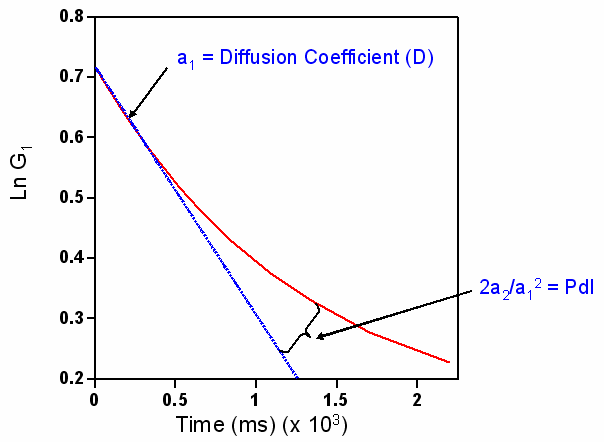 0.8
a₁ = Diffusion Coefficient (D)
0.7
0.6
Ln G₁
0.5
0.4
2a₂/a₁² = PdI
0.3
0.2
0 0.5 1 1.5 2
Time (ms) (x 10³)